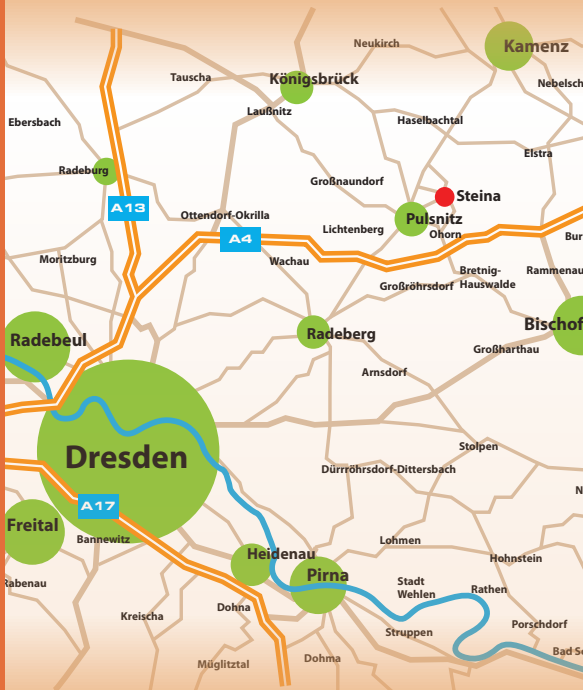 Neukirch
Kamenz
Tauscha
Königsbrück
Nebelsch
Laußnitz
Ebersbach
Haselbachtal
Elstra
Radeburg
Großnaundorf
Steina
A13
Ottendorf-Okrilla
Pulsnitz
Lichtenberg
Ohorn
A4
Bur
Moritzburg
Wachau
Bretnig-
Hauswalde
Rammenau
Großröhrsdorf
Radebeul
Radeberg
Bischof
Großharthau
Arnsdorf
Stolpen
Dresden
Dürrröhrsdorf-Dittersbach
N
A17
Freital
Bannewitz
Lohmen
Heidenau
Hohnstein
Pirna
Rabenau
Stadt
Wehlen
Rathen
Dohna
Kreischa
Porschdorf
Struppen
Bad Sc
Müglitztal
Dohma